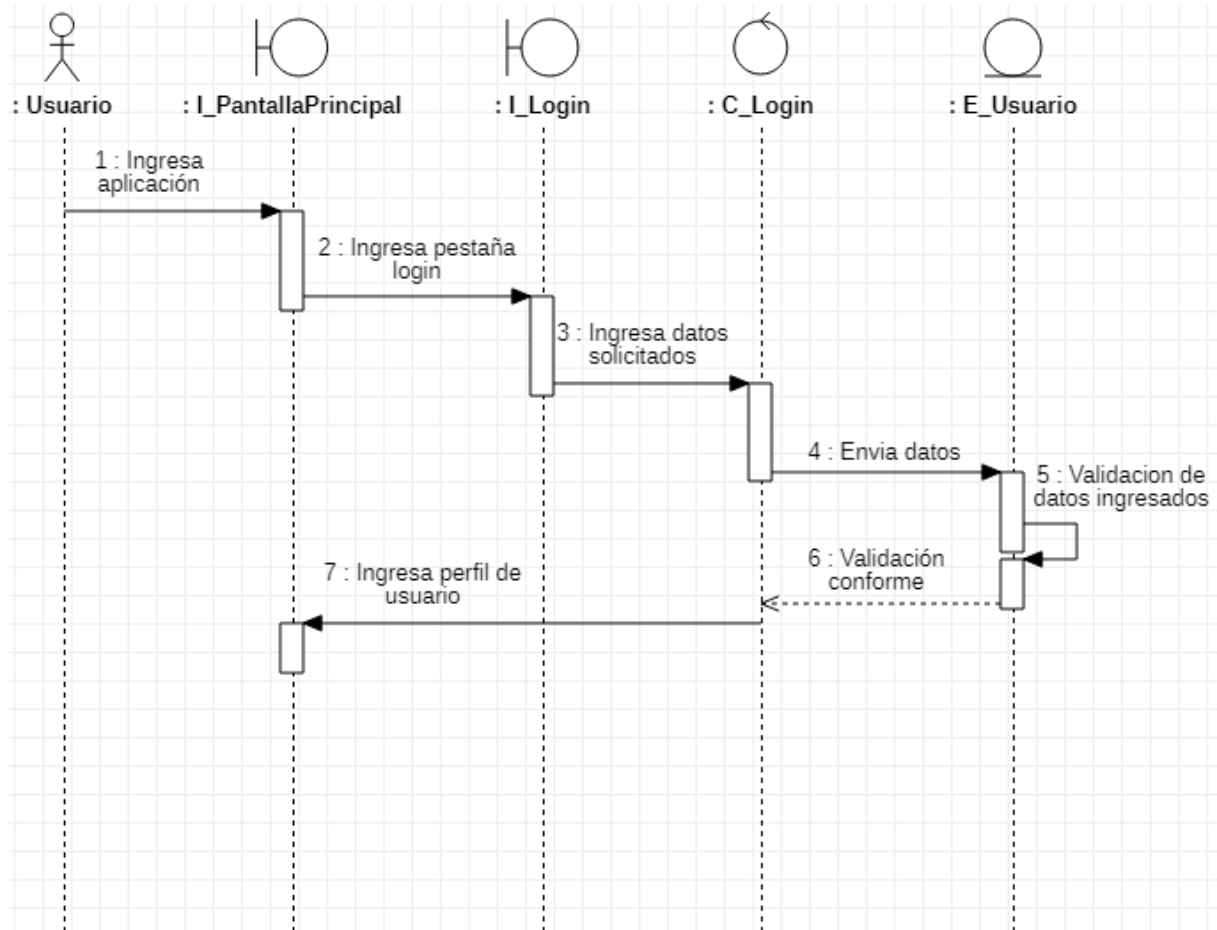 : Usuario
: I_PantallaPrincipal
: I_Login
: C_Login
: E_Usuario
1 : Ingresa
aplicación
2 : Ingresa pestaña
login
3 : Ingresa datos
solicitados
4 : Envia datos
5 : Validacion de
datos ingresados
6 : Validación
conforme
7 : Ingresa perfil de
usuario